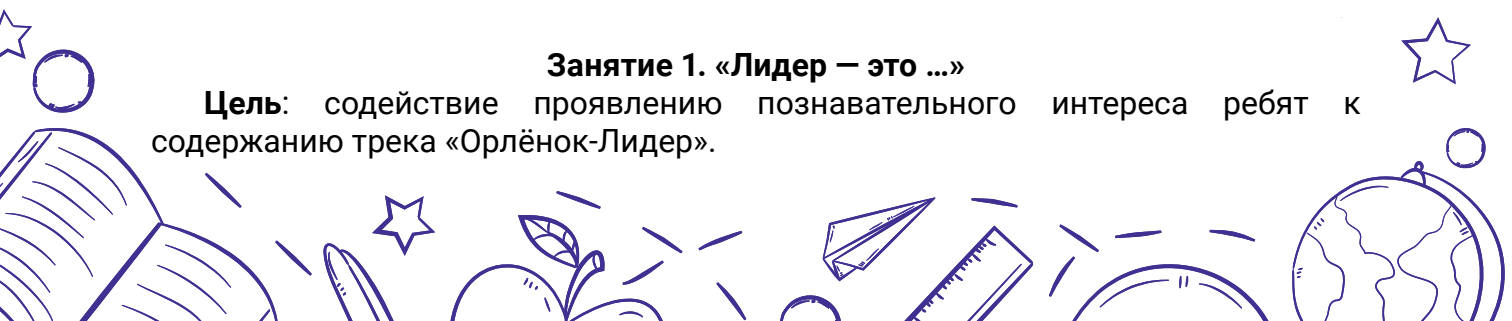 Занятие 1. «Лидер — это …»
Цель: содействие проявлению познавательного интереса ребят к
содержанию трека «Орлёнок-Лидер».